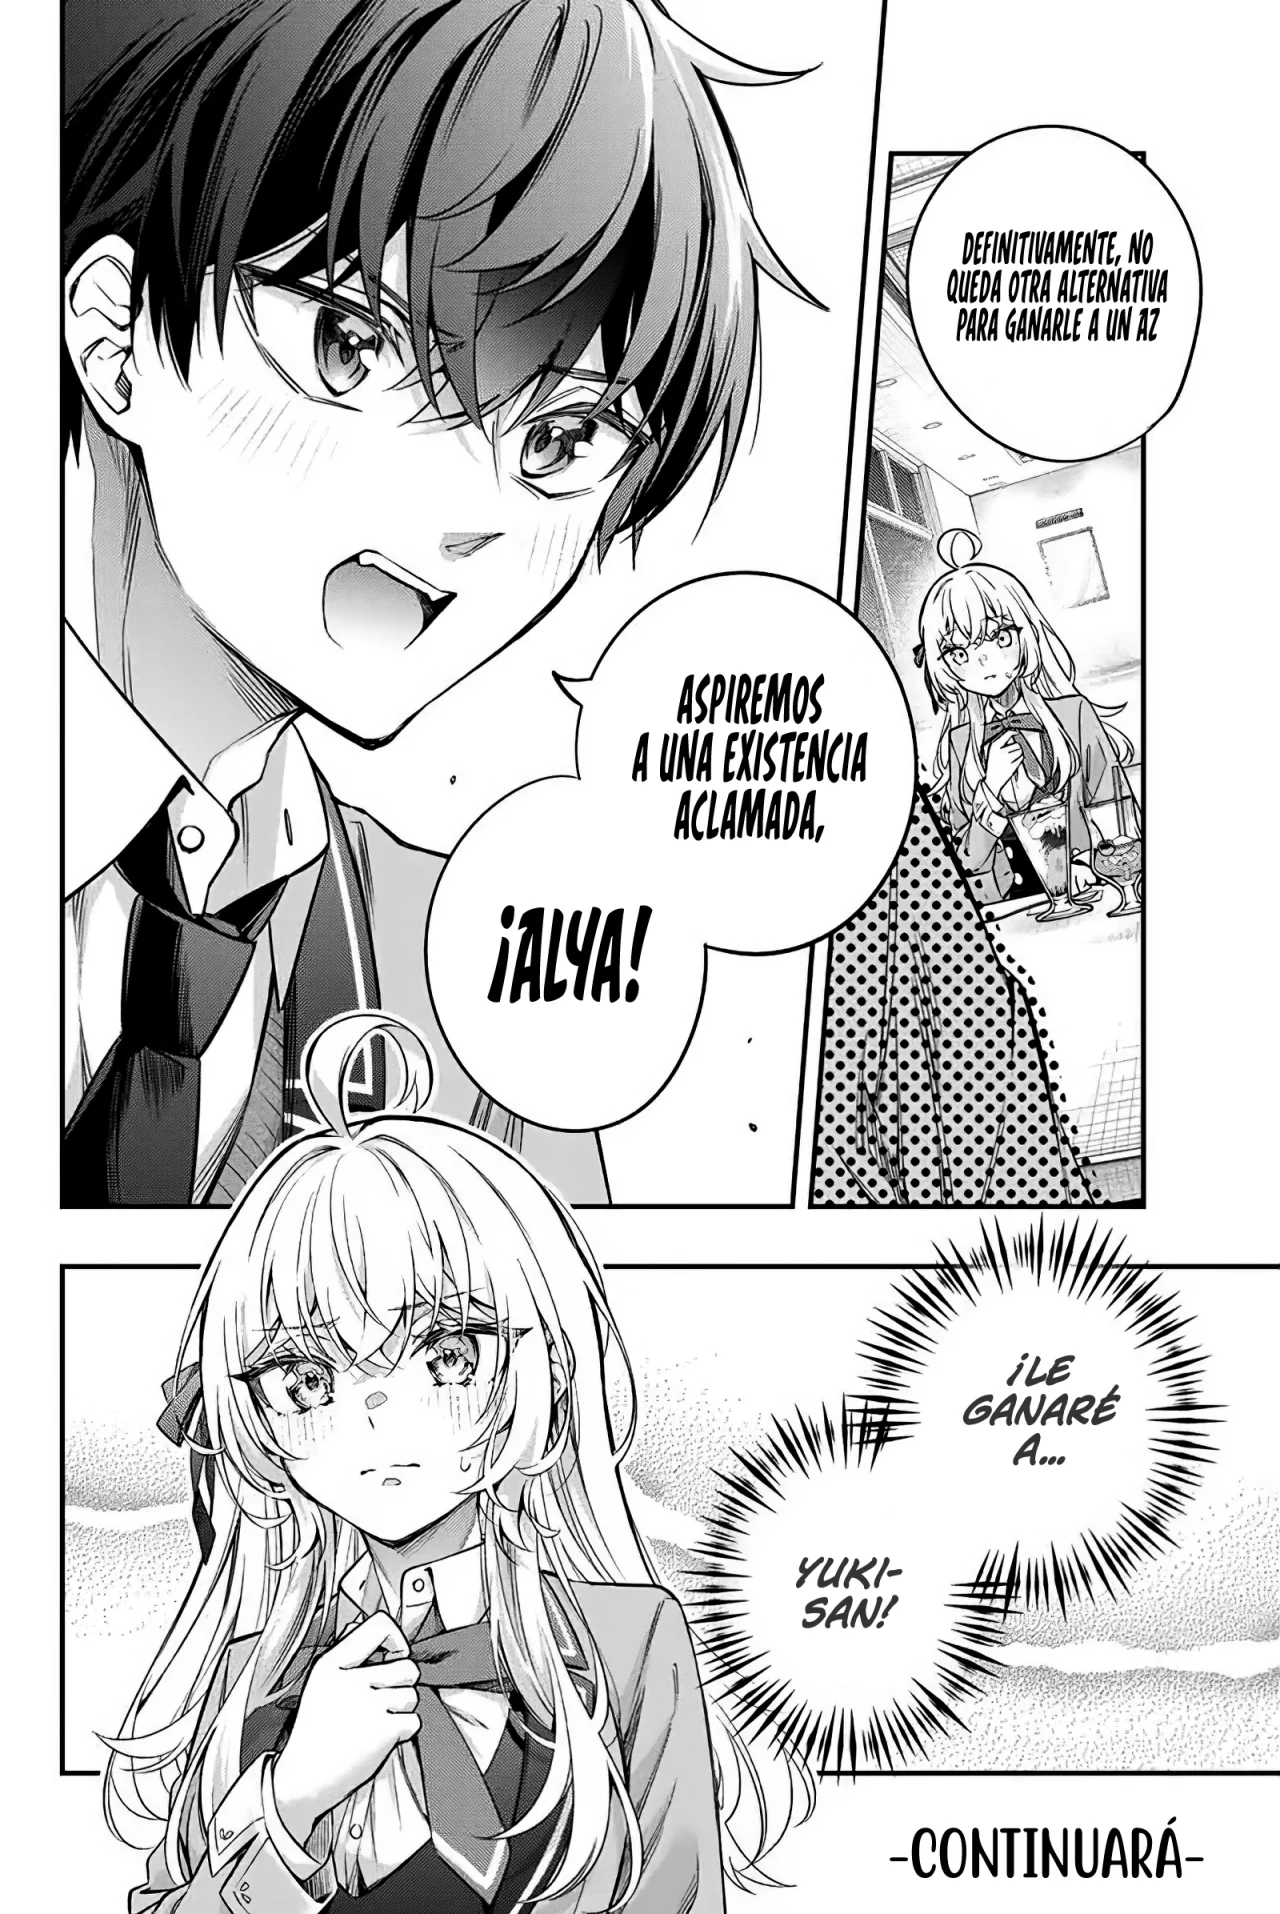 DEFINITIVAMENTE, NO
QUEDA OTRA ALTERNATIVA
PARA GANARLE A UN AZ
ASPIREMOS
A UNA EXISTENCIA
ACLAMADA,
¡ALYA!
¡LE
GANARÉ
A...
YUKI-
SAN!
-CONTINUARÁ-